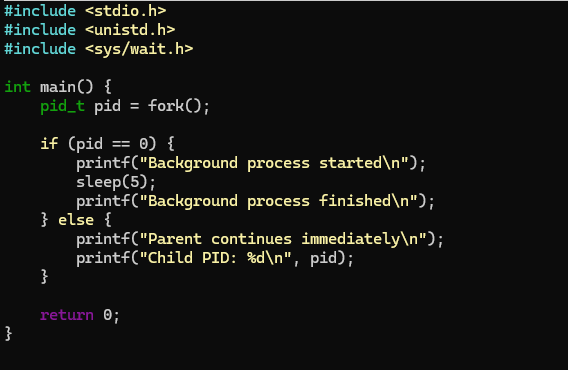 #include <stdio.h>
#include <unistd.h>
#include <sys/wait.h>

int main() {
    pid_t pid = fork();

    if (pid == 0) {
        printf("Background process started\n");
        sleep(5);
        printf("Background process finished\n");
    } else {
        printf("Parent continues immediately\n");
        printf("Child PID: %d\n", pid);
    }

    return 0;
}